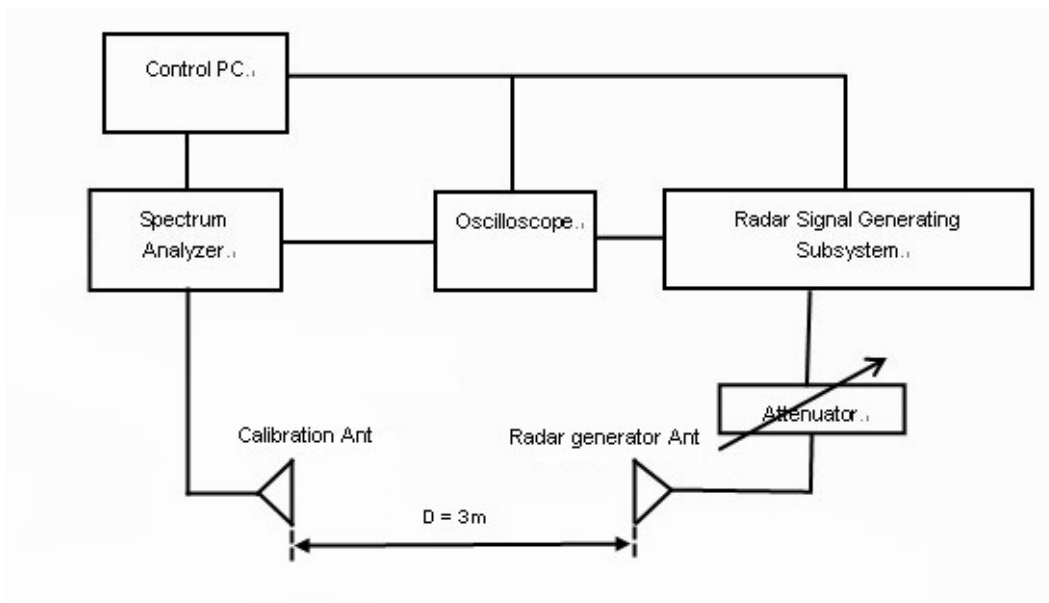 Control PC.
Spectrum
Analyzer.
Oscilloscope.
Radar Signal Generating
Subsystem.
Attenuator.
Calibration Ant
Radar generator Ant
D = 3m